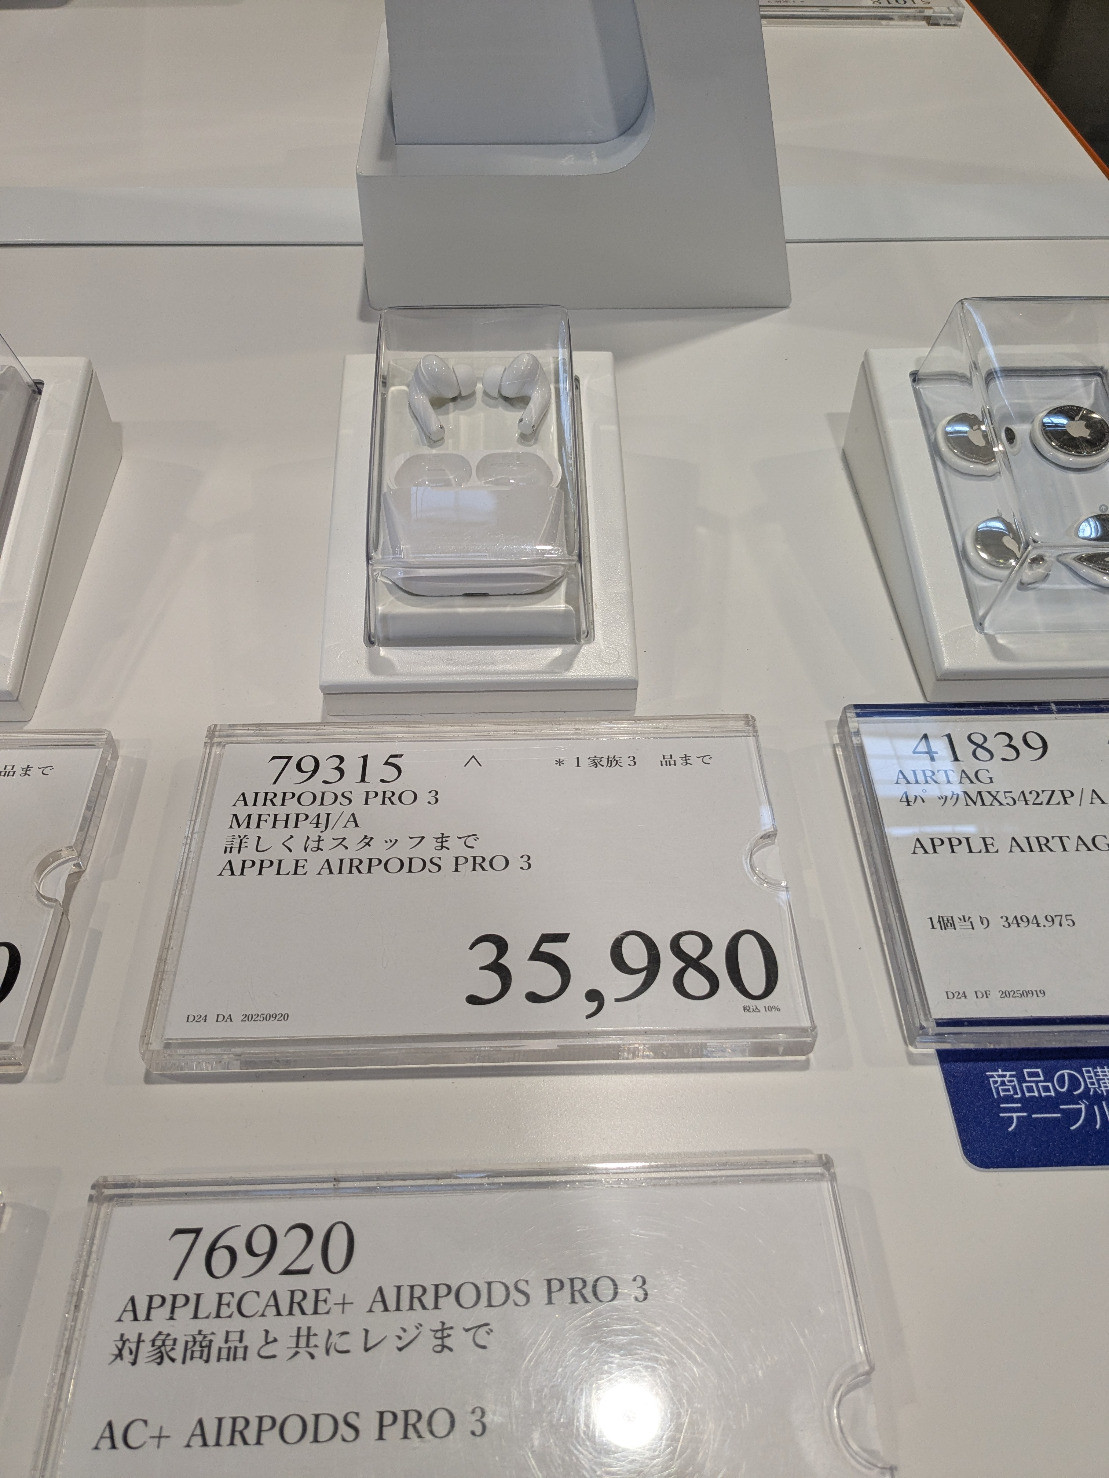 品まで
0
79315 ^ *1家族3 品まで
AIRPODS PRO 3
MFHP4J/A
詳しくはスタッフまで
APPLE AIRPODS PRO 3
35,980
税込 10%
D24 DA 20250920
41839
AIRTAG
4パックMX542ZP/A
APPLE AIRTAG
1個当り 3494.975
D24 DF 20250919
商品の購
テーブル
76920
APPLECARE+ AIRPODS PRO 3
対象商品と共にレジまで
AC+ AIRPODS PRO 3